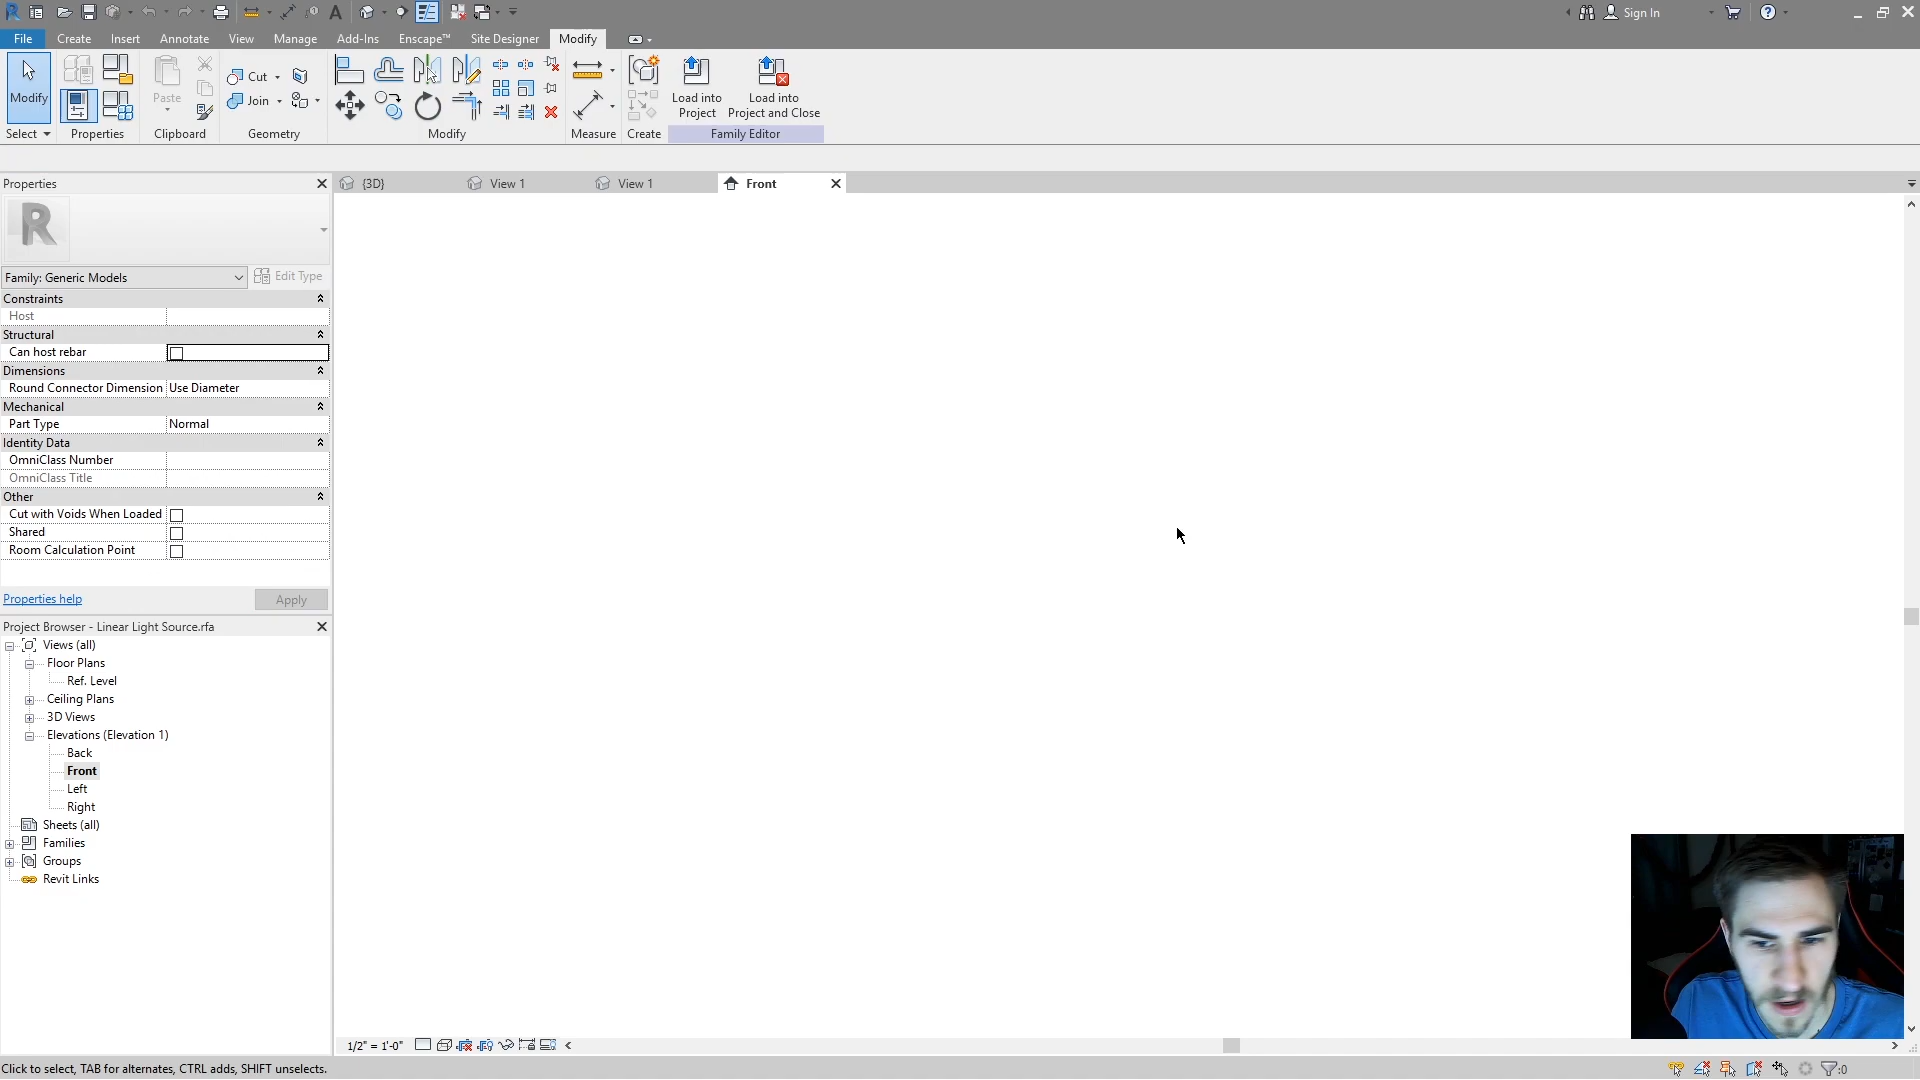 Sign In
File Create Insert Annotate View Manage Add-Ins Enscape™ Site Designer Modify
Modify
Paste
Cut
Join
Load into Project
Load into Project and Close
Select Properties Clipboard Geometry Modify Measure Create Family Editor
Properties
{3D} View 1 View 1 Front
Family: Generic Models Edit Type
Constraints
Host
Structural
Can host rebar
Dimensions
Round Connector Dimension Use Diameter
Mechanical
Part Type Normal
Identity Data
OmniClass Number
OmniClass Title
Other
Cut with Voids When Loaded
Shared
Room Calculation Point
Properties help Apply
Project Browser - Linear Light Source.rfa
Views (all)
Floor Plans
Ref. Level
Ceiling Plans
3D Views
Elevations (Elevation 1)
Back
Front
Left
Right
Sheets (all)
Families
Groups
Revit Links
1/2" = 1'-0"
Click to select, TAB for alternates, CTRL adds, SHIFT unselects.
:0